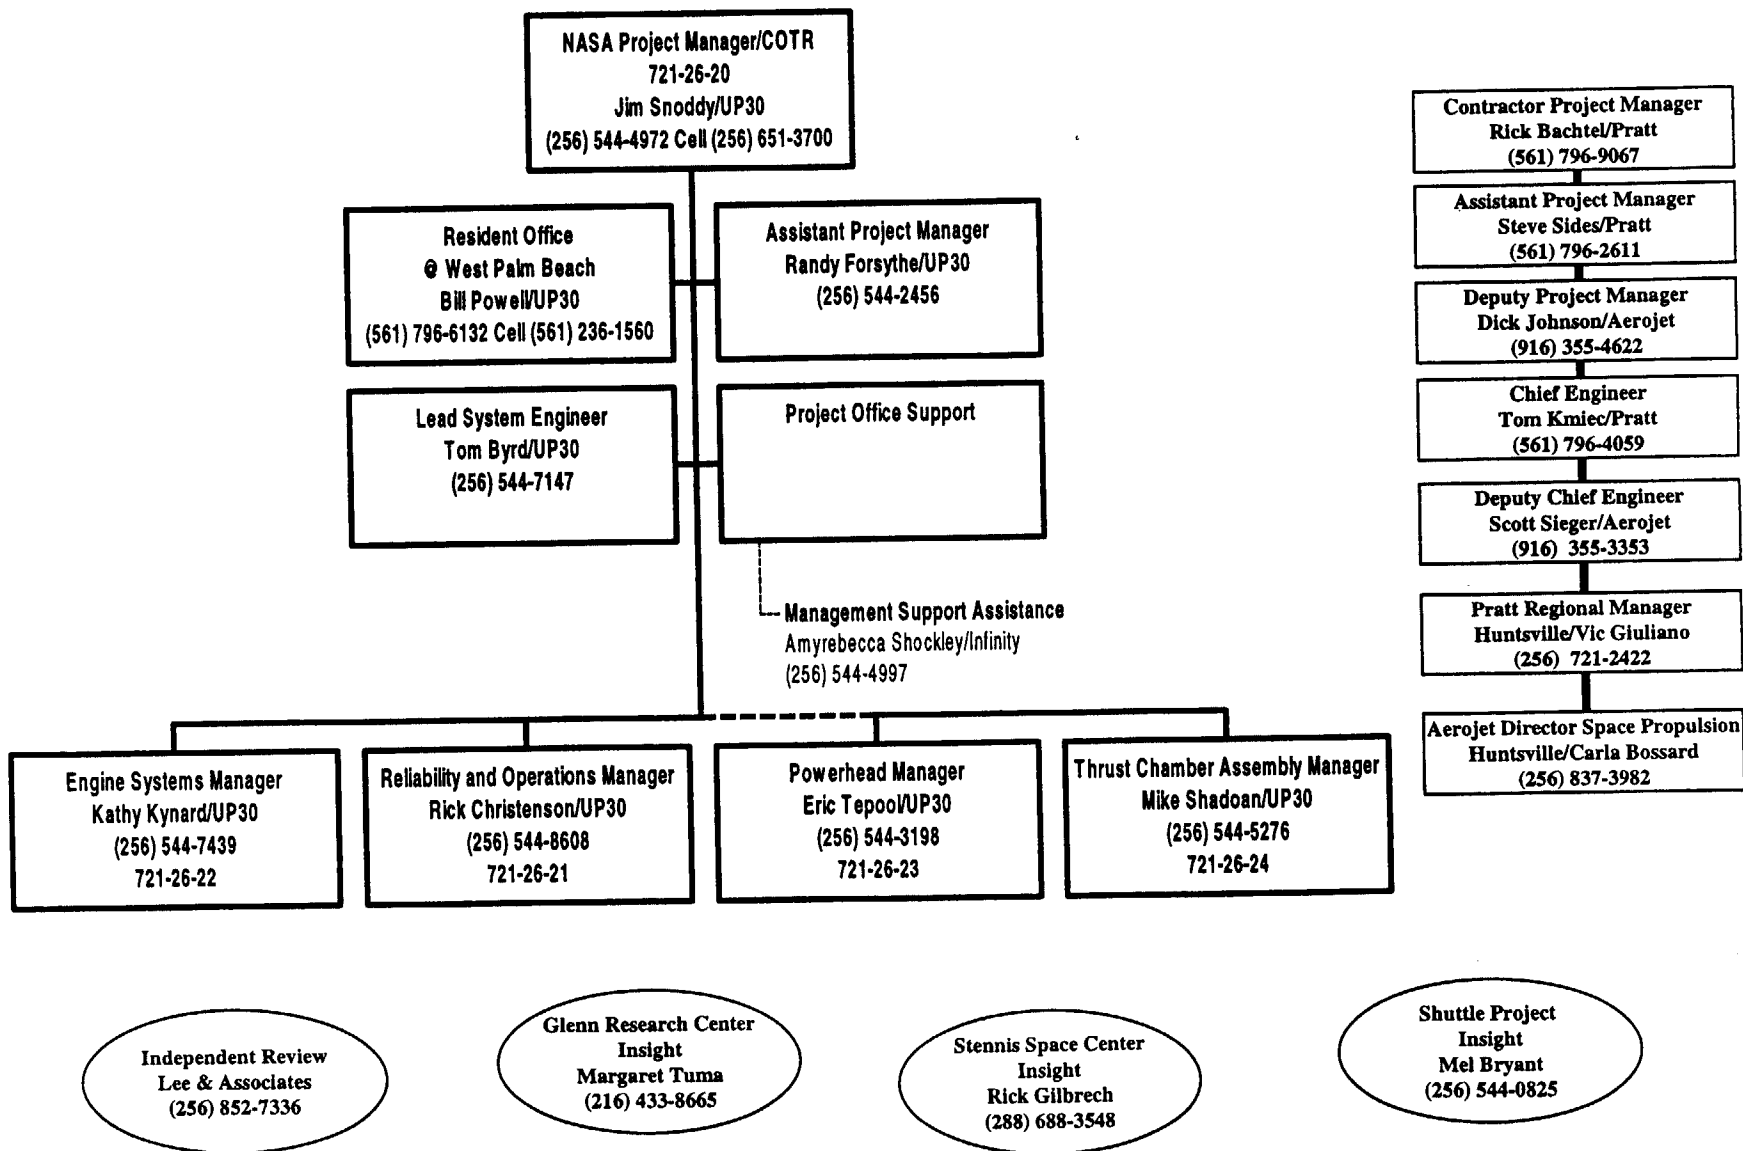 NASA Project Manager/COTR
721-26-20
Jim Snoddy/UP30
(256) 544-4972 Cell (256) 651-3700
Resident Office
@ West Palm Beach
Bill Powell/UP30
(561) 796-6132 Cell (561) 236-1560
Assistant Project Manager
Randy Forsythe/UP30
(256) 544-2456
Lead System Engineer
Tom Byrd/UP30
(256) 544-7147
Project Office Support
Management Support Assistance
Amyrebecca Shockley/Infinity
(256) 544-4997
Engine Systems Manager
Kathy Kynard/UP30
(256) 544-7439
721-26-22
Reliability and Operations Manager
Rick Christenson/UP30
(256) 544-8608
721-26-21
Powerhead Manager
Eric Tepool/UP30
(256) 544-3198
721-26-23
Thrust Chamber Assembly Manager
Mike Shadoan/UP30
(256) 544-5276
721-26-24
Contractor Project Manager
Rick Bachtel/Pratt
(561) 796-9067
Assistant Project Manager
Steve Sides/Pratt
(561) 796-2611
Deputy Project Manager
Dick Johnson/Aerojet
(916) 355-4622
Chief Engineer
Tom Kmiec/Pratt
(561) 796-4059
Deputy Chief Engineer
Scott Sieger/Aerojet
(916) 355-3353
Pratt Regional Manager
Huntsville/Vic Giuliano
(256) 721-2422
Aerojet Director Space Propulsion
Huntsville/Carla Bossard
(256) 837-3982
Independent Review
Lee & Associates
(256) 852-7336
Glenn Research Center
Insight
Margaret Tuma
(216) 433-8665
Stennis Space Center
Insight
Rick Gilbrech
(288) 688-3548
Shuttle Project
Insight
Mel Bryant
(256) 544-0825